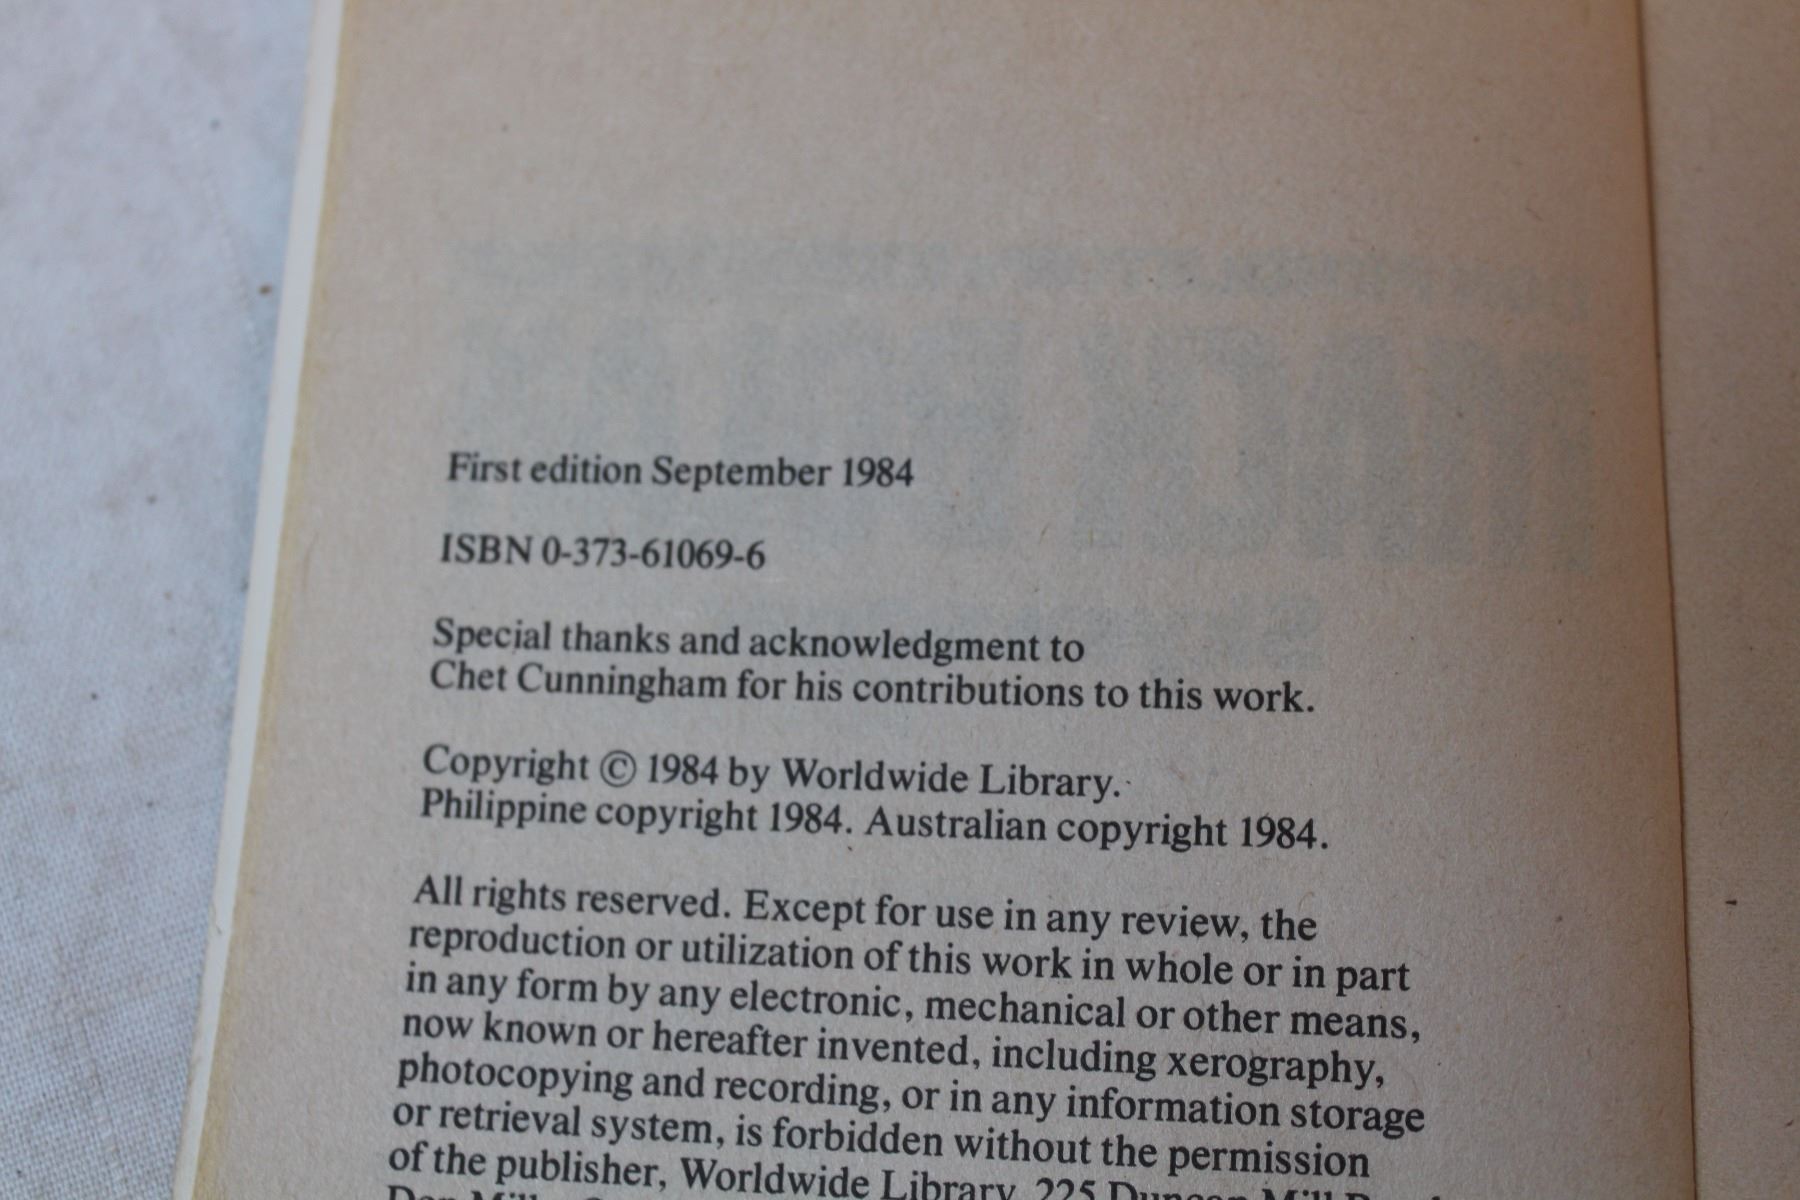 First edition September 1984
ISBN 0-373-61069-6
Special thanks and acknowledgment to
Chet Cunningham for his contributions to this work.
Copyright © 1984 by Worldwide Library.
Philippine copyright 1984. Australian copyright 1984.
All rights reserved. Except for use in any review, the
reproduction or utilization of this work in whole or in part
in any form by any electronic, mechanical or other means,
now known or hereafter invented, including xerography,
photocopying and recording, or in any information storage
or retrieval system, is forbidden without the permission
of the publisher, Worldwide Library, 225 Duncan Mill Road